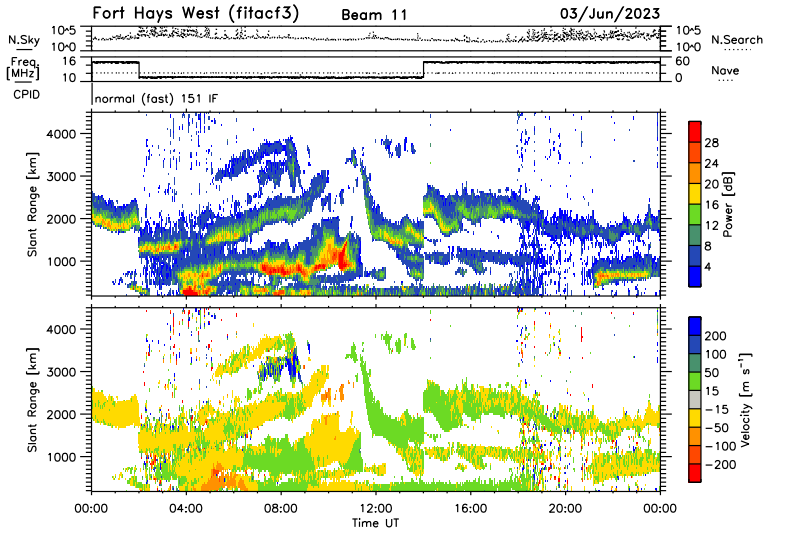 Fort Hays West (fitacf3) Beam 11 03/Jun/2023
N.Sky 10^5 10^0 10^5 10^0 N.Search
Freq. [MHz] 16 10 60 0 Nave
CPID normal (fast) 151 IF
Slant Range [km] 4000 3000 2000 1000
28 24 20 16 12 8 4 Power [dB]
Slant Range [km] 4000 3000 2000 1000
200 100 50 15 −15 −50 −100 −200 Velocity [m s⁻¹]
00:00 04:00 08:00 12:00 16:00 20:00 00:00
Time UT